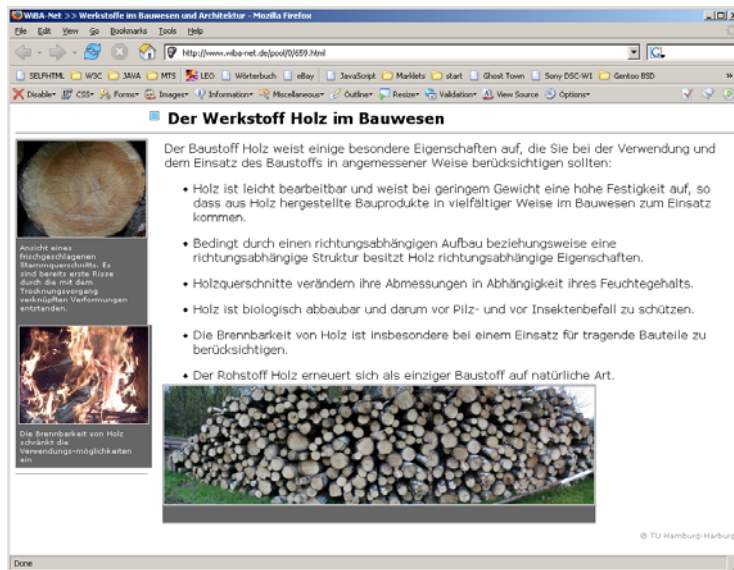 WiBA-Net >> Werkstoffe im Bauwesen und Architektur - Mozilla Firefox
File Edit View Go Bookmarks Tools Help
http://www.wiba-net.de/pool/0/659.html
SELFHTML W3C JAVA MTS LEO Wörterbuch eBay JavaScript Marklets start Ghost Town Sony DSC-W1 Gentoo BSD
Disable CSS Forms Images Information Miscellaneous Outline Resize Validation View Source Options
Der Werkstoff Holz im Bauwesen
Der Baustoff Holz weist einige besondere Eigenschaften auf, die Sie bei der Verwendung und
dem Einsatz des Baustoffs in angemessener Weise berücksichtigen sollten:
• Holz ist leicht bearbeitbar und weist bei geringem Gewicht eine hohe Festigkeit auf, so
dass aus Holz hergestellte Bauprodukte in vielfältiger Weise im Bauwesen zum Einsatz
kommen.
• Bedingt durch einen richtungsabhängigen Aufbau beziehungsweise eine
richtungsabhängige Struktur besitzt Holz richtungsabhängige Eigenschaften.
• Holzquerschnitte verändern ihre Abmessungen in Abhängigkeit ihres Feuchtegehalts.
• Holz ist biologisch abbaubar und darum vor Pilz- und vor Insektenbefall zu schützen.
• Die Brennbarkeit von Holz ist insbesondere bei einem Einsatz für tragende Bauteile zu
berücksichtigen.
• Der Rohstoff Holz erneuert sich als einziger Baustoff auf natürliche Art.
Ansicht eines
frischgeschlagenen
Stammquerschnitts. Es
sind bereits erste Risse
durch die mit dem
Trocknungsvorgang
verknüpften Verformungen
entstanden.
Die Brennbarkeit von Holz
schränkt die
Verwendungs-möglichkeiten
ein
© TU Hamburg-Harburg
Done